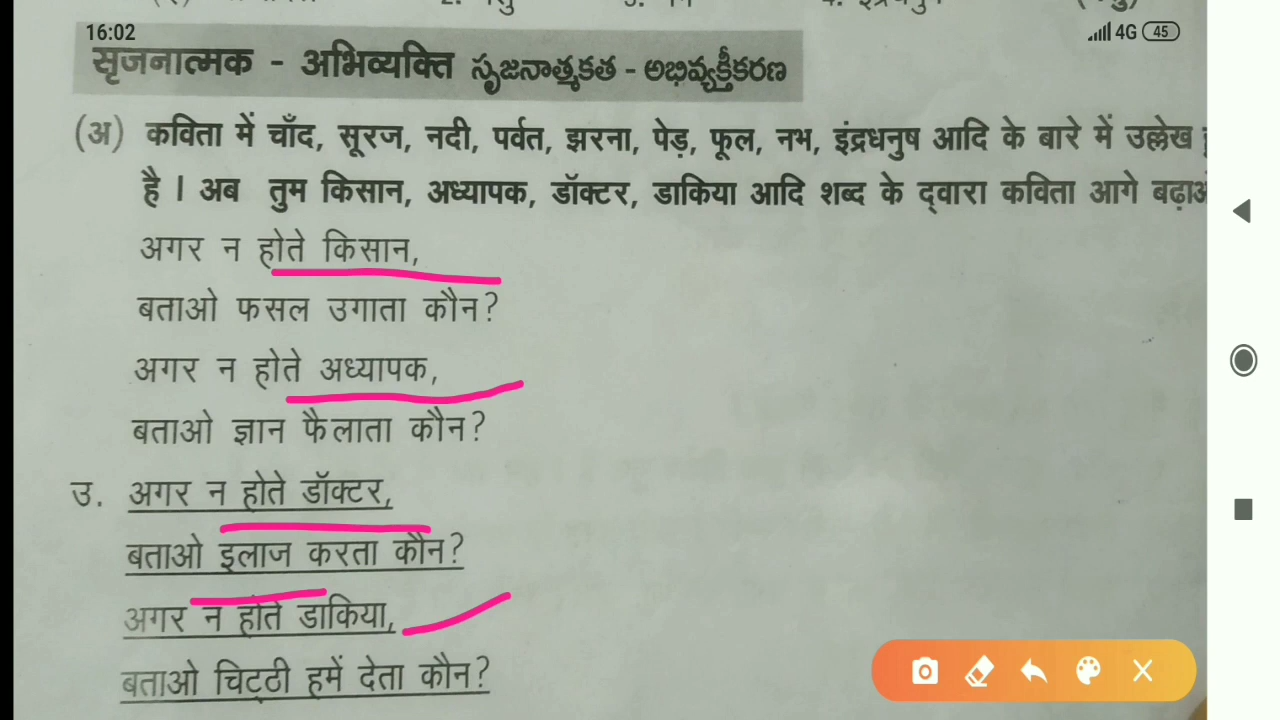 16:02
4G 45
सृजनात्मक - अभिव्यक्ति సృజనాత్మకత - అభివ్యక్తీకరణ
(अ) कविता में चाँद, सूरज, नदी, पर्वत, झरना, पेड़, फूल, नभ, इंद्रधनुष आदि के बारे में उल्लेख
है । अब तुम किसान, अध्यापक, डॉक्टर, डाकिया आदि शब्द के द्वारा कविता आगे
अगर न होते किसान,
बताओ फसल उगाता कौन?
अगर न होते अध्यापक,
बताओ ज्ञान फैलाता कौन?
उ. अगर न होते डॉक्टर,
बताओ इलाज करता कौन?
अगर न होते डाकिया,
बताओ चिट्ठी हमें देता कौन?